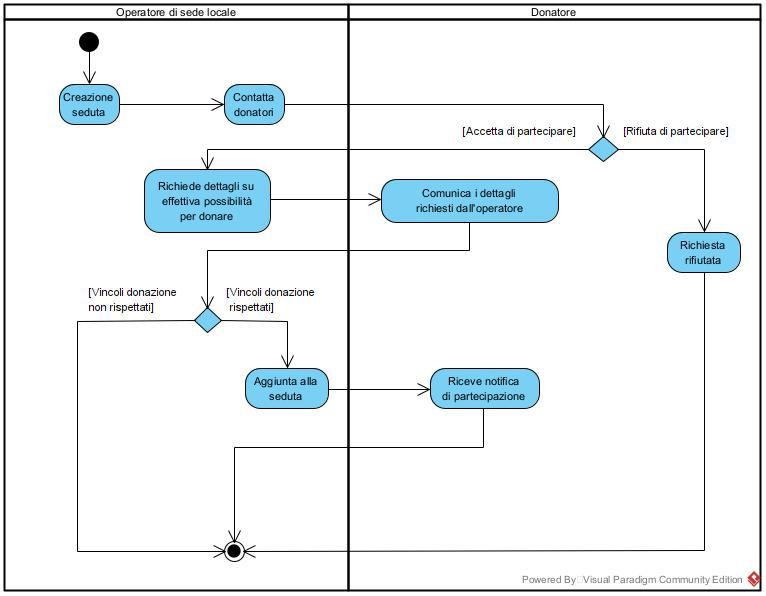 Operatore di sede locale
Donatore
Creazione
seduta
Contatta
donatori
[Accetta di partecipare]
[Rifiuta di partecipare]
Richiede dettagli su
effettiva possibilità
per donare
Comunica i dettagli
richiesti dall'operatore
Richiesta
rifiutata
[Vincoli donazione
non rispettati]
[Vincoli donazione
rispettati]
Aggiunta alla
seduta
Riceve notifica
di partecipazione
Powered By Visual Paradigm Community Edition